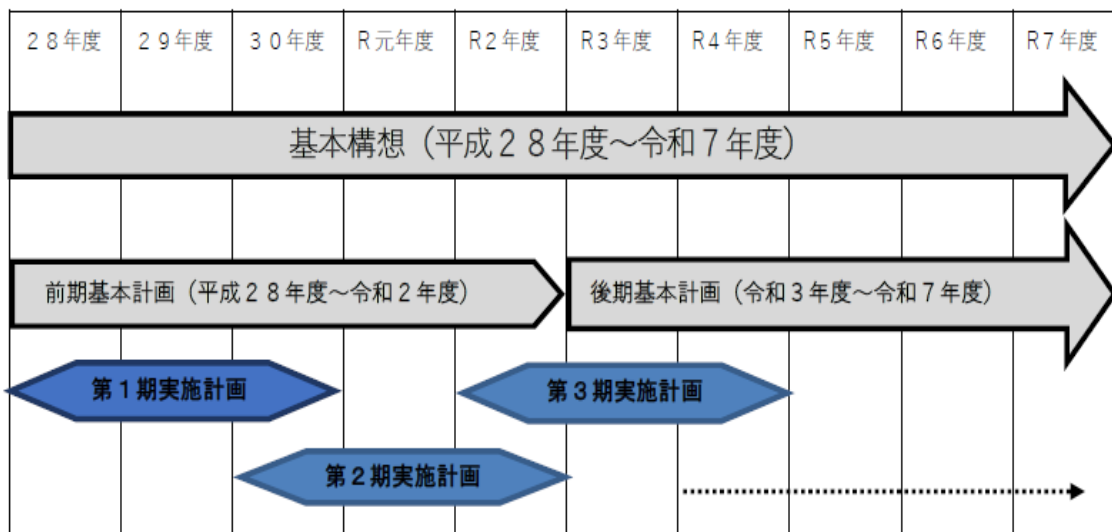 ２８年度 ２９年度 ３０年度 Ｒ元年度 Ｒ２年度 Ｒ３年度 Ｒ４年度 Ｒ５年度 Ｒ６年度 Ｒ７年度
基本構想（平成２８年度～令和７年度）
前期基本計画（平成２８年度～令和２年度） 後期基本計画（令和３年度～令和７年度）
第１期実施計画 第３期実施計画
第２期実施計画